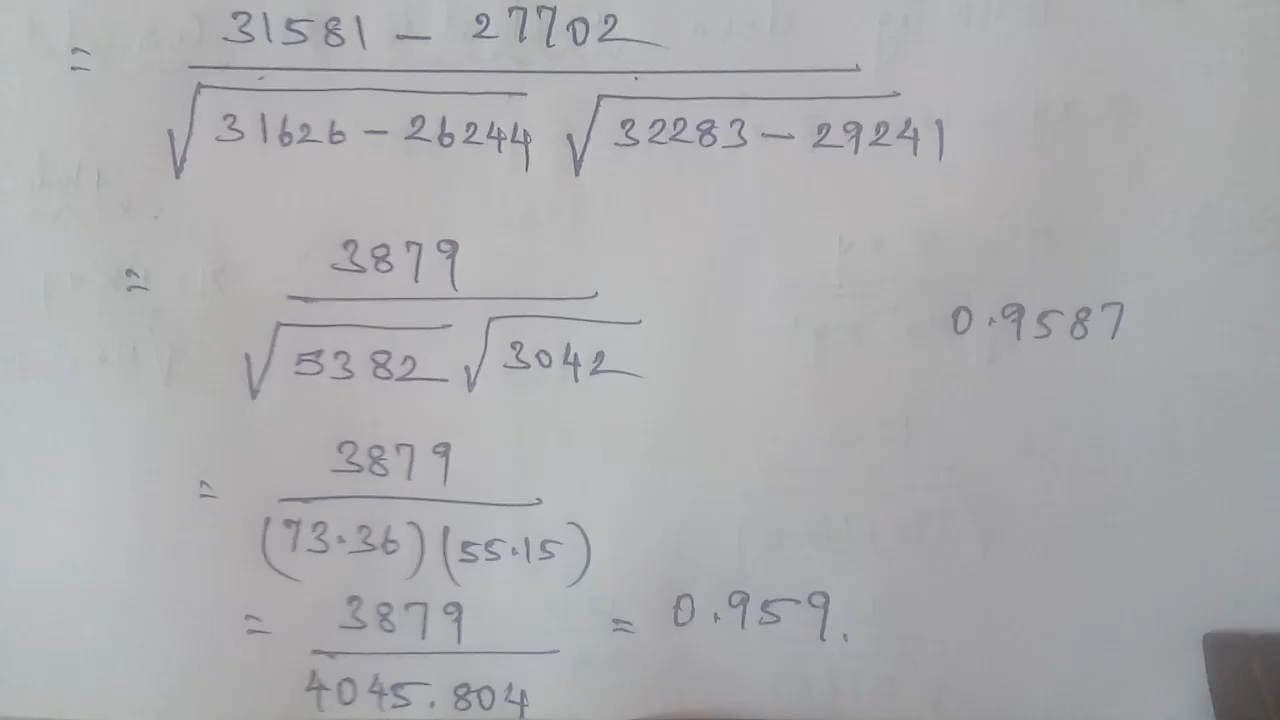 = 31581 - 27702
√31626 - 26244 √32283 - 29241
= 3879
√5382 √3042
0.9587
= 3879
(73.36)(55.15)
= 3879 = 0.959.
4045.804